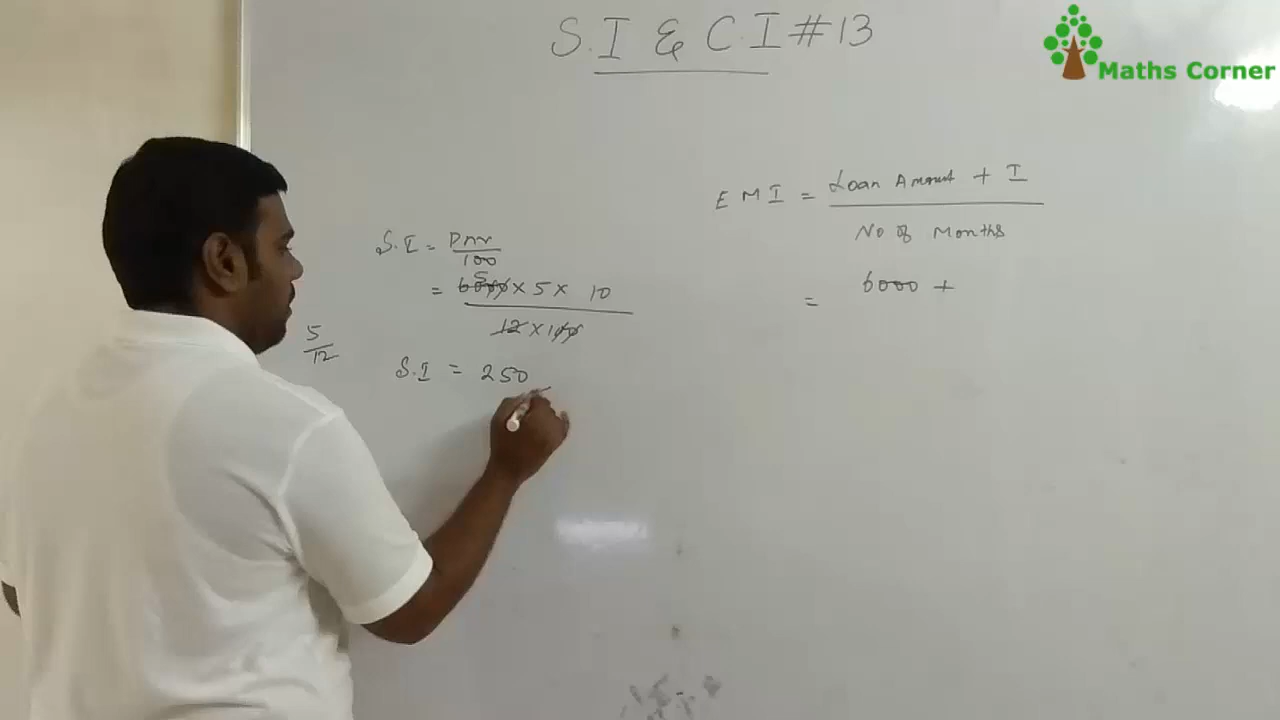 S.I & C.I #13
Maths Corner
EMI = Loan Amount + I
No of Months
= 6000 +
S.I = Pnr
100
5
= 6000 × 5 × 10
12 × 100
5
12
S.I = 250